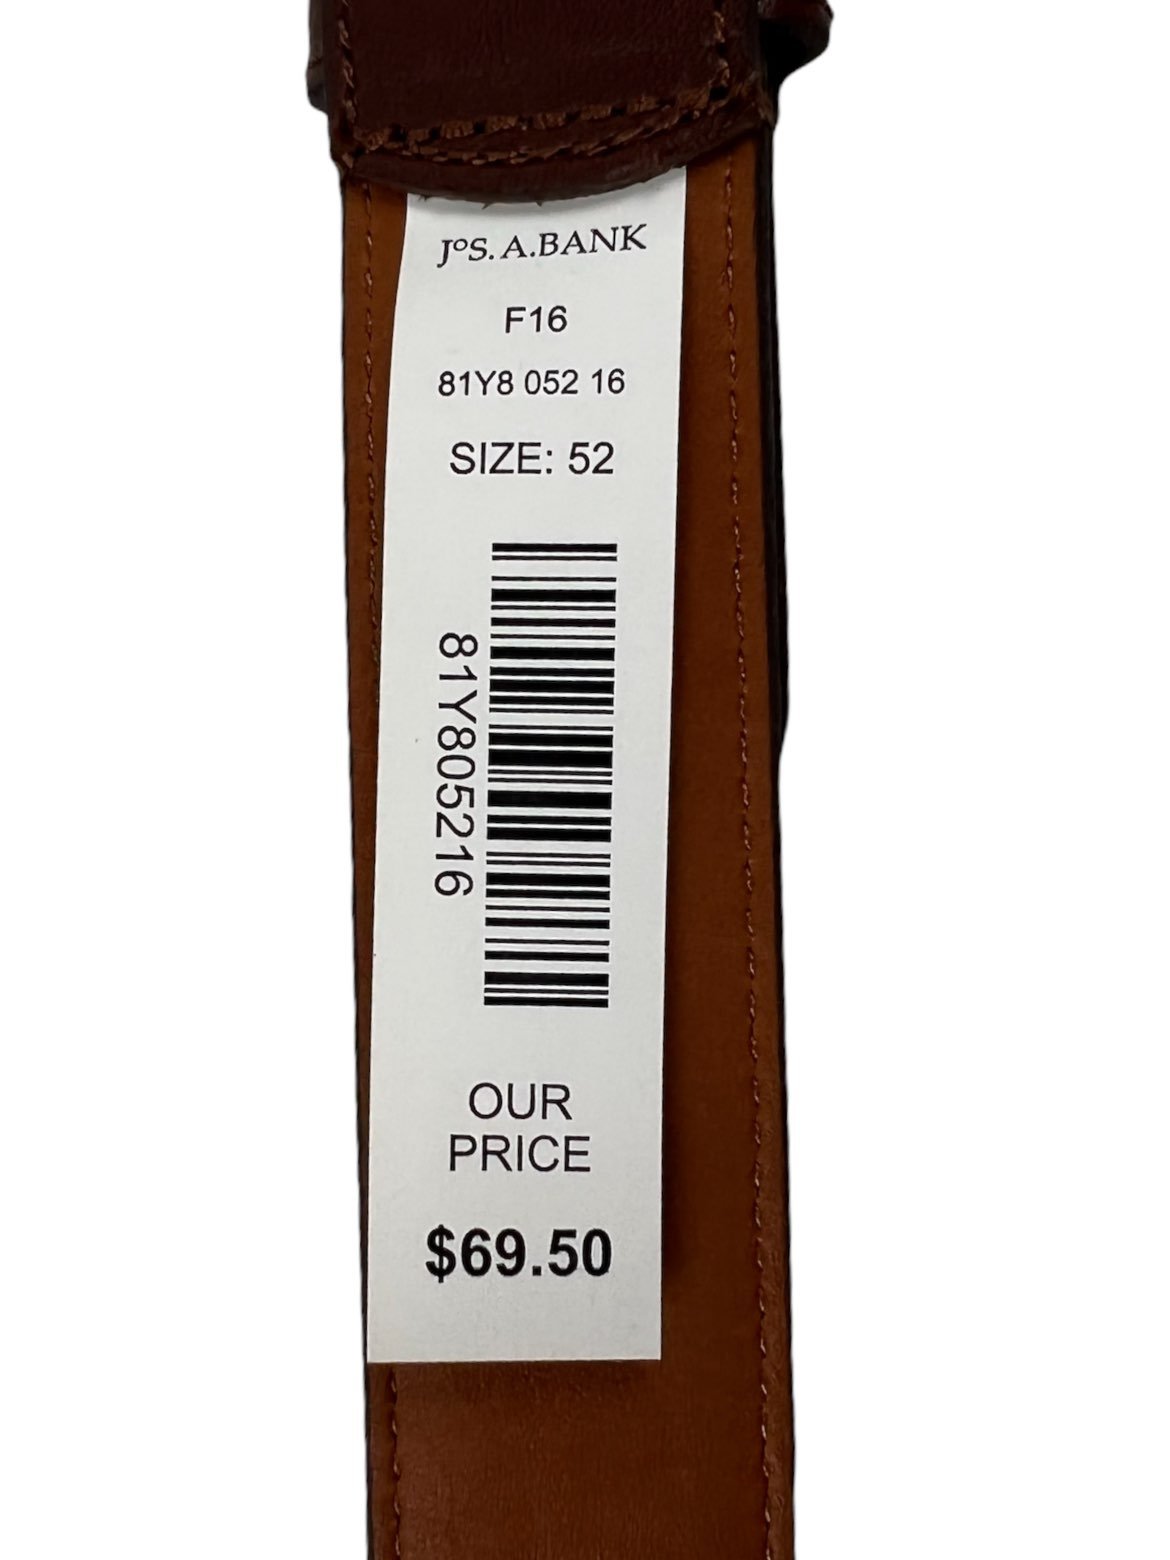 JoS. A. BANK
F16
81Y8 052 16
SIZE: 52
81Y805216
OUR
PRICE
$69.50